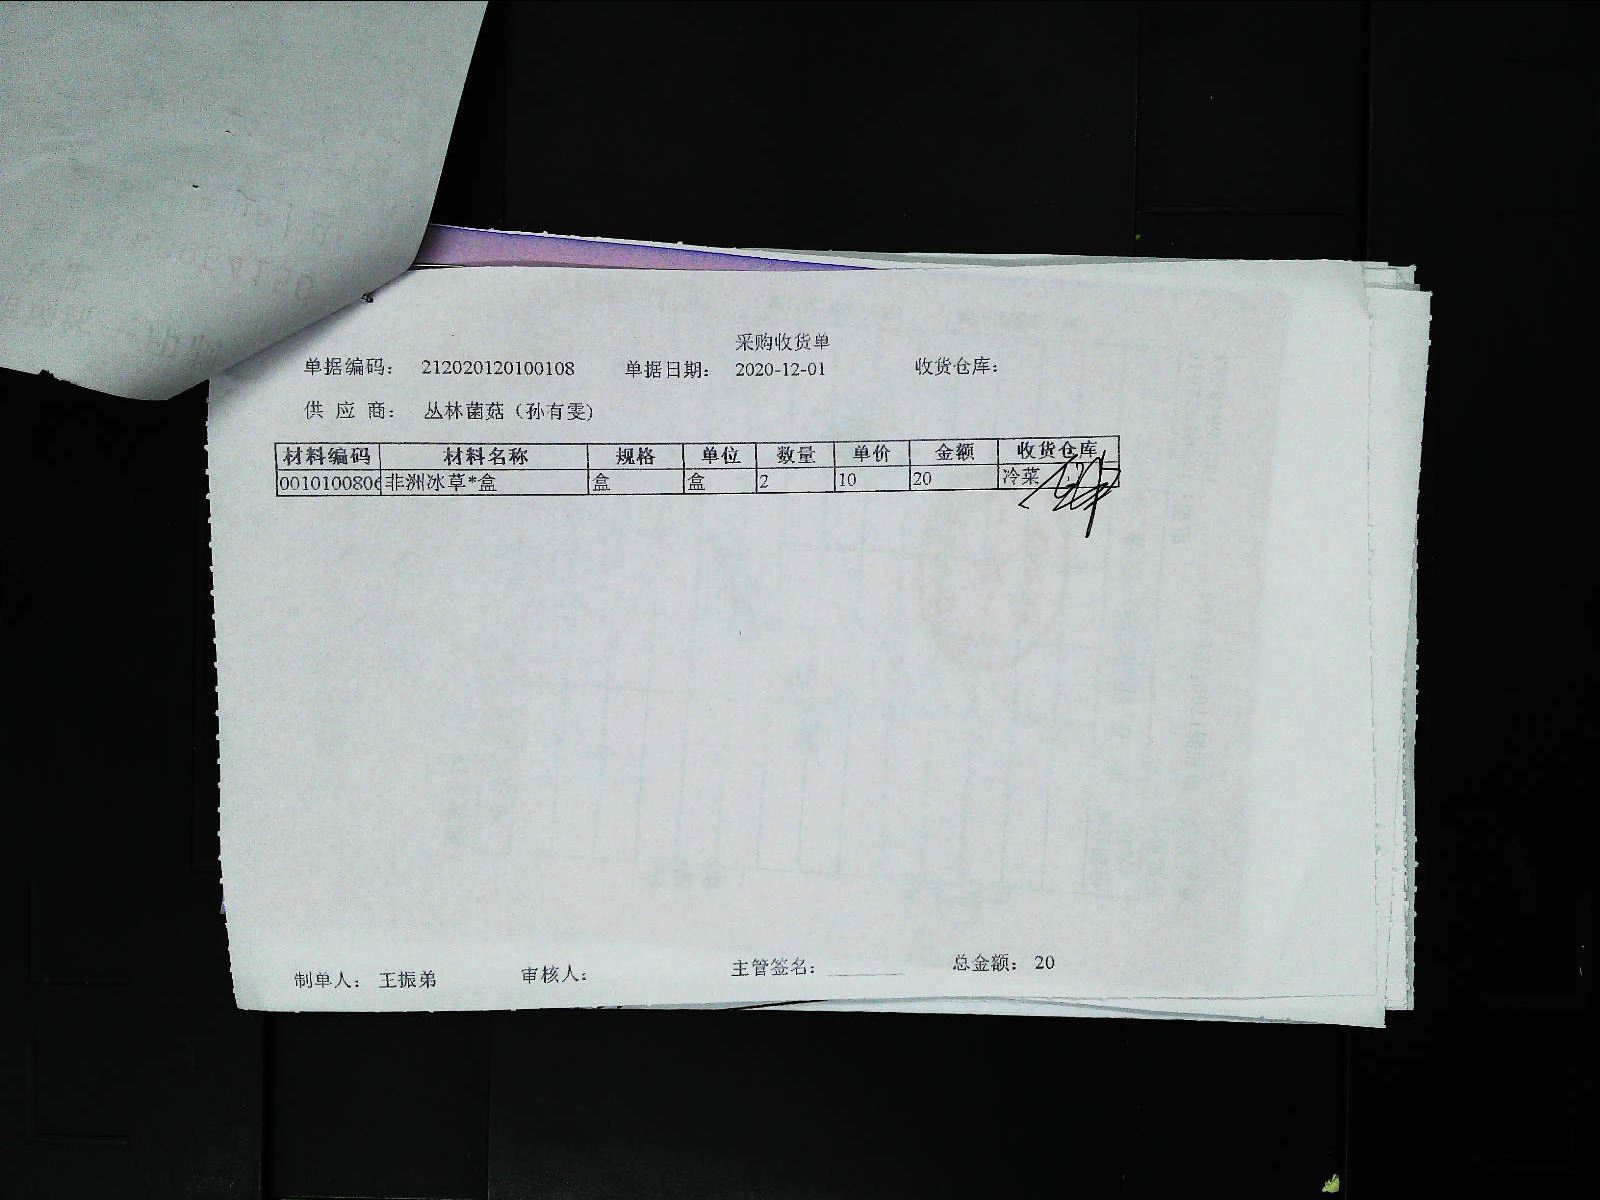 采购收货单
单据编码： 212020120100108 单据日期： 2020-12-01 收货仓库：
供 应 商： 丛林菌菇（孙有雯）
材料编码 材料名称 规格 单位 数量 单价 金额 收货仓库
0010100806 非洲冰草*盒 盒 盒 2 10 20 冷菜
制单人： 王振弟 审核人： 主管签名： 总金额： 20